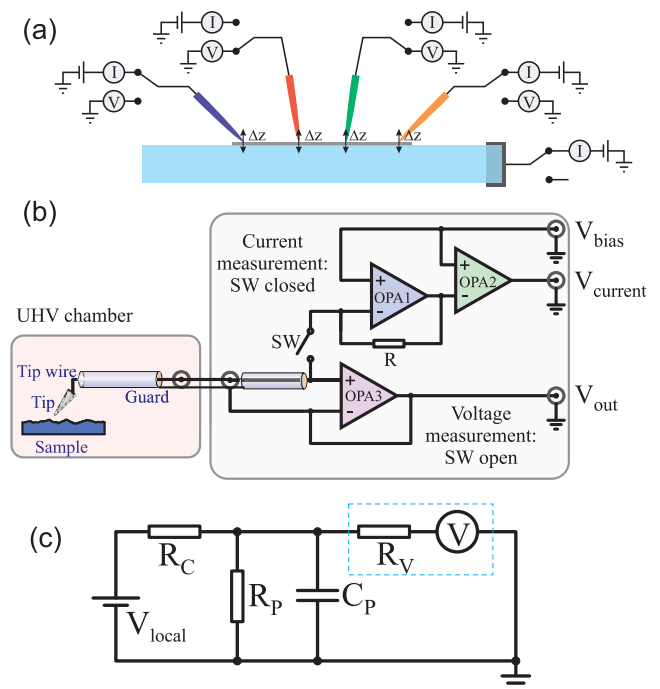 (a)
I
V
I
V
I
V
I
V
Δz
Δz
Δz
Δz
I
(b)
Current
measurement:
SW closed
+
-
OPA1
+
-
OPA2
V_bias
V_current
SW
R
UHV chamber
Tip wire
Tip
Guard
Sample
+
-
OPA3
V_out
Voltage
measurement:
SW open
(c)
R_C
R_P
C_P
R_V
V
V_local